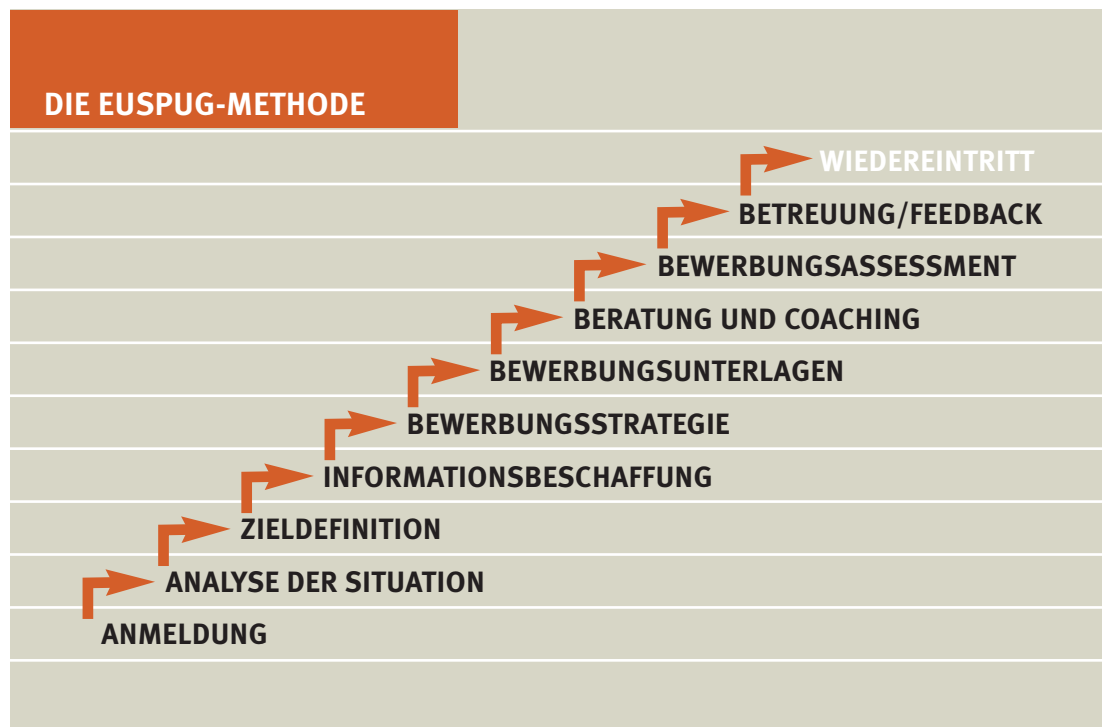 DIE EUSPUG-METHODE
WIEDEREINTRITT
BETREUUNG/FEEDBACK
BEWERBUNGSASSESSMENT
BERATUNG UND COACHING
BEWERBUNGSUNTERLAGEN
BEWERBUNGSSTRATEGIE
INFORMATIONSBESCHAFFUNG
ZIELDEFINITION
ANALYSE DER SITUATION
ANMELDUNG